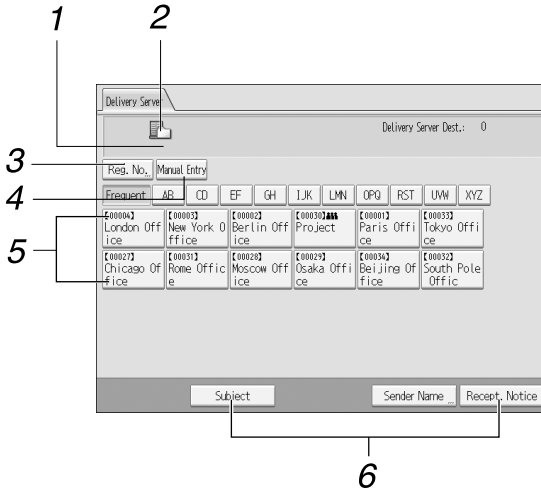 1 2
Delivery Server
Delivery Server Dest.: 0
3 Reg. No. Manual Entry
4 Frequent AB CD EF GH IJK LMN OPQ RST UVW XYZ
5
【00004】 【00003】 【00002】 【00030】 【00001】 【00033】
London Off New York O Berlin Off Project Paris Offi Tokyo Offi
ice ffice ice ce ce
【00027】 【00031】 【00028】 【00029】 【00034】 【00032】
Chicago Of Rome Offic Moscow Off Osaka Offi Beijing Of South Pole
fice e ice ce fice Offic
Subject Sender Name Recept. Notice
6